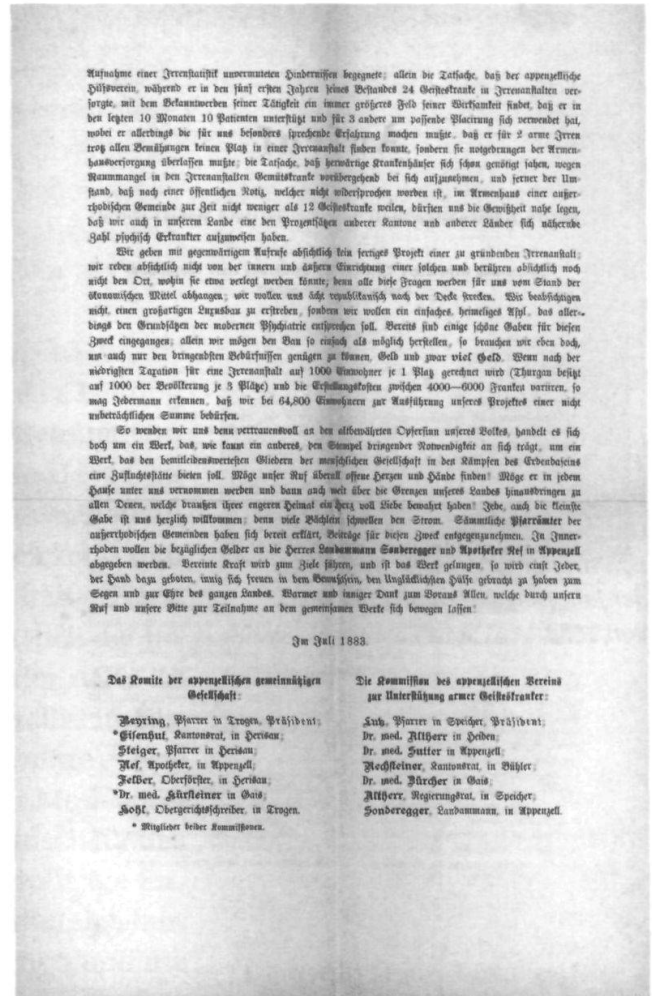 Aufnahme einer Irrenstatistik unvermuteten Hindernissen begegnete; allein die Tatsache, daß der appenzellische
Hilfsverein, während er in den fünf ersten Jahren seines Bestandes 24 Geisteskranke in Irrenanstalten ver-
sorgte, mit dem Bekanntwerden seiner Tätigkeit ein immer größeres Feld seiner Wirksamkeit findet, daß er in
den letzten 10 Monaten 10 Patienten unterstützt und für 3 andere um passende Placirung sich verwendet hat,
wobei er allerdings die für uns besonders sprechende Erfahrung machen mußte, daß er für 2 arme Irren
trotz allen Bemühungen keinen Platz in einer Irrenanstalt finden konnte, sondern sie notgedrungen der Armen-
hausversorgung überlassen mußte; die Tatsache, daß herwärtige Krankenhäuser sich schon genötigt sahen, wegen
Raummangel in den Irrenanstalten Gemütskranke vorübergehend bei sich aufzunehmen, und ferner der Um-
stand, daß nach einer öffentlichen Notiz, welcher nicht widersprochen worden ist, im Armenhaus einer außer-
rhodischen Gemeinde zur Zeit nicht weniger als 12 Geisteskranke weilen, dürften uns die Gewißheit nahe legen,
daß wir auch in unserem Lande eine den Prozentsätzen anderer Kantone und anderer Länder sich nähernde
Zahl psychisch Erkrankter aufzuweisen haben.
Wir geben mit gegenwärtigem Aufrufe absichtlich kein fertiges Projekt einer zu gründenden Irrenanstalt;
wir reden absichtlich nicht von der innern und äußern Einrichtung einer solchen und berühren absichtlich noch
nicht den Ort, wohin sie etwa verlegt werden könnte; denn alle diese Fragen werden für uns vom Stand der
ökonomischen Mittel abhangen; wir wollen uns ächt republikanisch nach der Decke strecken. Wir beabsichtigen
nicht, einen großartigen Luxusbau zu erstreben, sondern wir wollen ein einfaches, heimeliges Asyl, das aller-
dings den Grundsätzen der modernen Psychiatrie entsprechen soll. Bereits sind einige schöne Gaben für diesen
Zweck eingegangen; allein wir mögen den Bau so einfach als möglich herstellen, so brauchen wir eben doch,
um auch nur den dringendsten Bedürfnissen genügen zu können, Geld und zwar viel Geld. Wenn nach der
niedrigsten Taxation für eine Irrenanstalt auf 1000 Einwohner je 1 Platz gerechnet wird (Thurgau besitzt
auf 1000 der Bevölkerung je 3 Plätze) und die Erstellungskosten zwischen 4000—6000 Franken variren, so
mag Jedermann erkennen, daß wir bei 64,800 Einwohnern zur Ausführung unseres Projektes einer nicht
unbeträchtlichen Summe bedürfen.
So wenden wir uns denn vertrauensvoll an den altbewährten Opfersinn unseres Volkes, handelt es sich
doch um ein Werk, das, wie kaum ein anderes, den Stempel dringender Notwendigkeit an sich trägt, um ein
Werk, das den bemitleidenswertesten Gliedern der menschlichen Gesellschaft in den Kämpfen des Erdendaseins
eine Zufluchtsstätte bieten soll. Möge unser Ruf überall offene Herzen und Hände finden! Möge er in jedem
Hause unter uns vernommen werden und dann auch weit über die Grenzen unseres Landes hinausdringen zu
allen Denen, welche draußen ihrer engeren Heimat ein Herz voll Liebe bewahrt haben! Jede, auch die kleinste
Gabe ist uns herzlich willkommen; denn viele Bächlein schwellen den Strom. Sämmtliche Pfarrämter der
außerrhodischen Gemeinden haben sich bereit erklärt, Beiträge für diesen Zweck entgegenzunehmen. In Inner-
rhoden wollen die bezüglichen Gelder an die Herren Landammann Sonderegger und Apotheker Nef in Appenzell
abgegeben werden. Vereinte Kraft wird zum Ziele führen, und ist das Werk gelungen, so wird einst Jeder,
der Hand dazu geboten, innig sich freuen in dem Bewußtsein, den Unglücklichsten Hülfe gebracht zu haben zum
Segen und zur Ehre des ganzen Landes. Warmer und inniger Dank zum Voraus Allen, welche durch unsern
Ruf und unsere Bitte zur Teilnahme an dem gemeinsamen Werke sich bewegen lassen!
Im Juli 1883.
Das Komite der appenzellischen gemeinnützigen
Gesellschaft:
Heyring, Pfarrer in Trogen, Präsident;
*Eisenhut, Kantonsrat, in Herisau;
Steiger, Pfarrer in Herisau;
Nef, Apotheker, in Appenzell;
Felber, Oberförster, in Herisau;
*Dr. med. Kürsteiner in Gais;
Hohl, Obergerichtsschreiber, in Trogen.
* Mitglieder beider Kommissionen.
Die Kommission des appenzellischen Vereins
zur Unterstützung armer Geisteskranker:
Lutz, Pfarrer in Speicher, Präsident;
Dr. med. Altherr in Heiden;
Dr. med. Sutter in Appenzell;
Rechsteiner, Kantonsrat, in Bühler;
Dr. med. Zürcher in Gais;
Altherr, Regierungsrat, in Speicher;
Sonderegger, Landammann, in Appenzell.